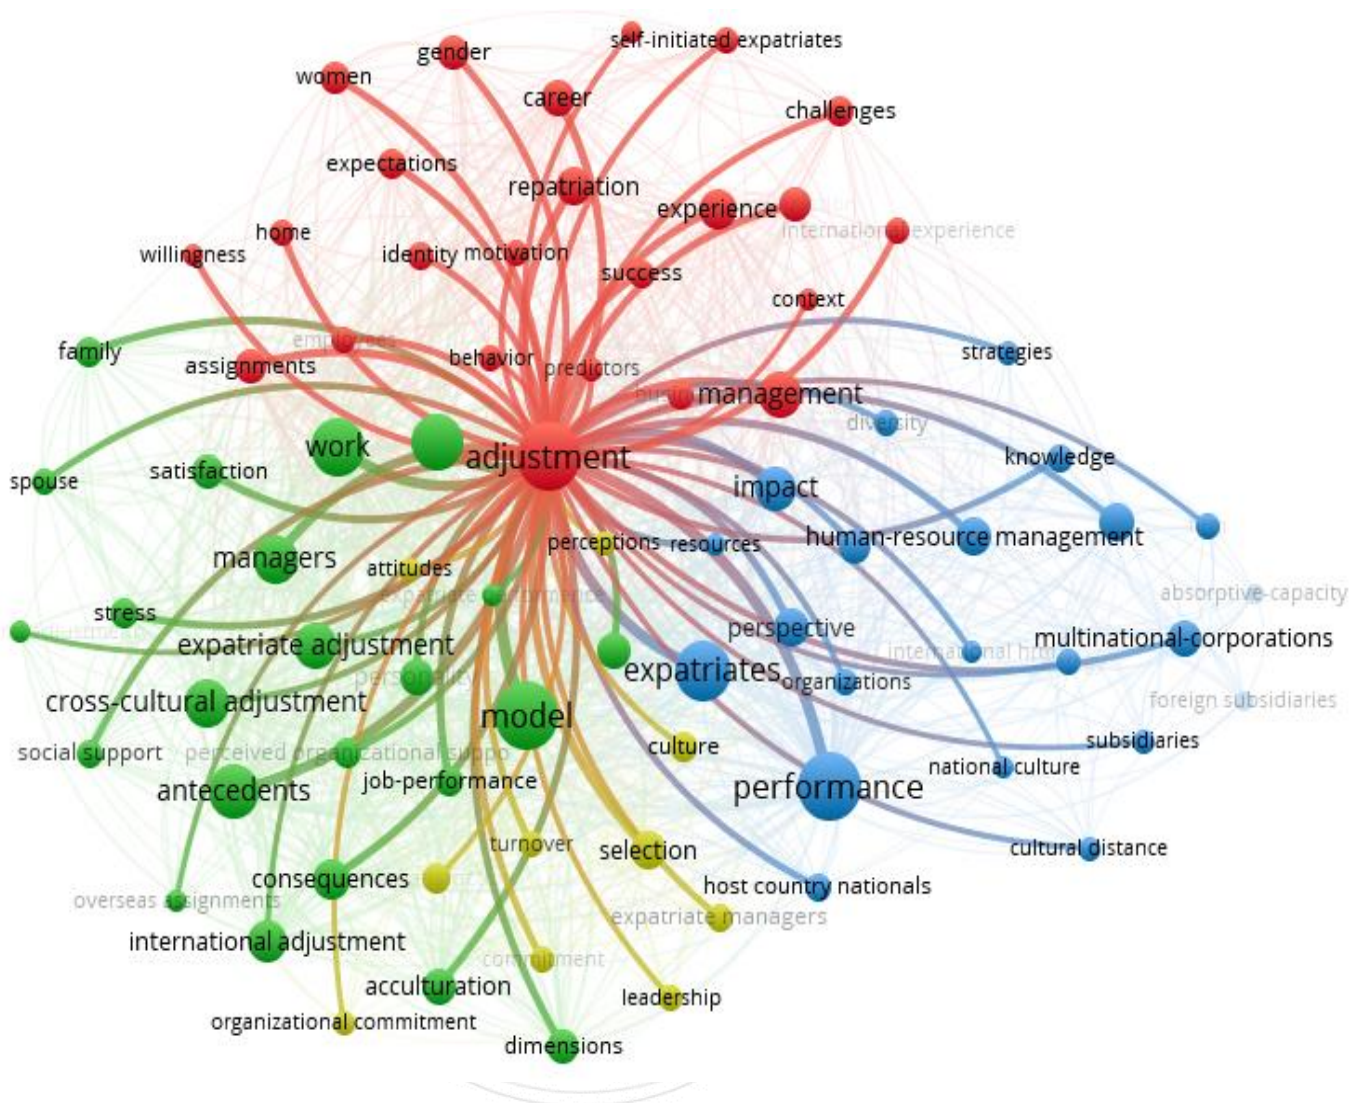 self-initiated expatriates
gender
women
career
challenges
expectations
repatriation
experience
international experience
home
willingness
identity
motivation
success
context
employees
family
assignments
behavior
predictors
strategies
management
diversity
work
adjustment
knowledge
satisfaction
spouse
impact
human-resource management
perceptions
resources
managers
attitudes
absorptive-capacity
stress
perspective
multinational-corporations
expatriate adjustment
international hrm
expatriates
organizations
personality
cross-cultural adjustment
foreign subsidiaries
model
social support
perceived organizational suppo
culture
subsidiaries
national culture
job-performance
antecedents
performance
turnover
selection
cultural distance
consequences
host country nationals
overseas assignments
expatriate managers
international adjustment
commitment
acculturation
leadership
organizational commitment
dimensions